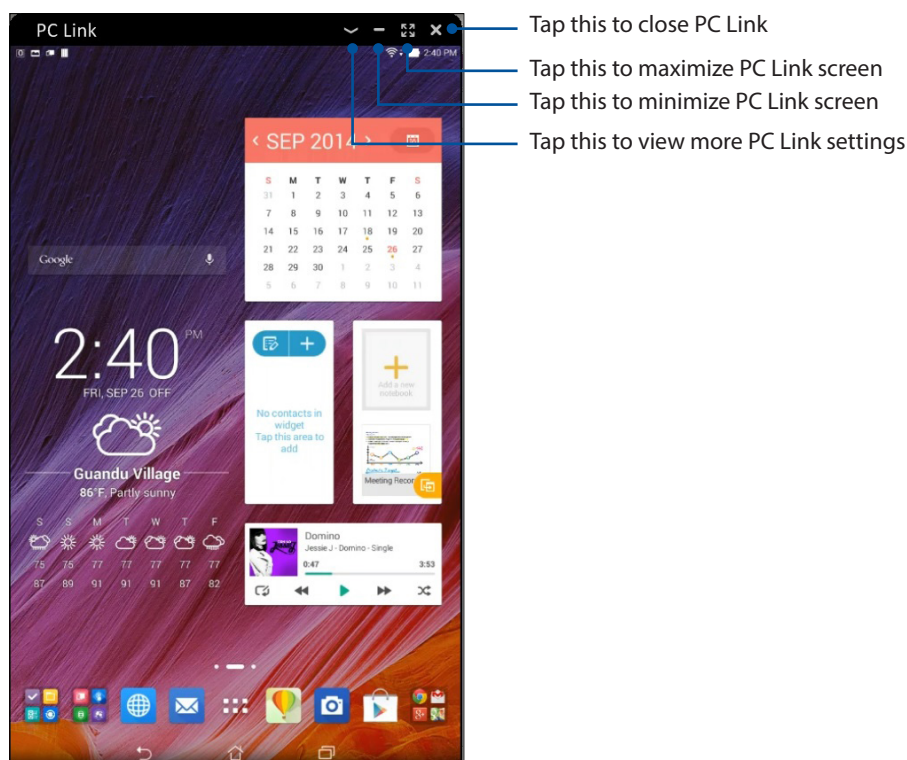 PC Link
Tap this to close PC Link
2:40 PM
Tap this to maximize PC Link screen
Tap this to minimize PC Link screen
Tap this to view more PC Link settings
SEP 2014
S M T W T F S
31 1 2 3 4 5 6
7 8 9 10 11 12 13
14 15 16 17 18 19 20
21 22 23 24 25 26 27
28 29 30 1 2 3 4
5 6 7 8 9 10 11
Google
2:40 PM
FRI, SEP 26 OFF
Guandu Village
86°F, Partly sunny
S S M T W T F
75 75 77 77 77 77 77
87 89 91 91 91 87 82
No contacts in
widget
Tap this area to
add
Add a new
notebook
Meeting Recor
Domino
Jessie J - Domino - Single
0:47 3:53